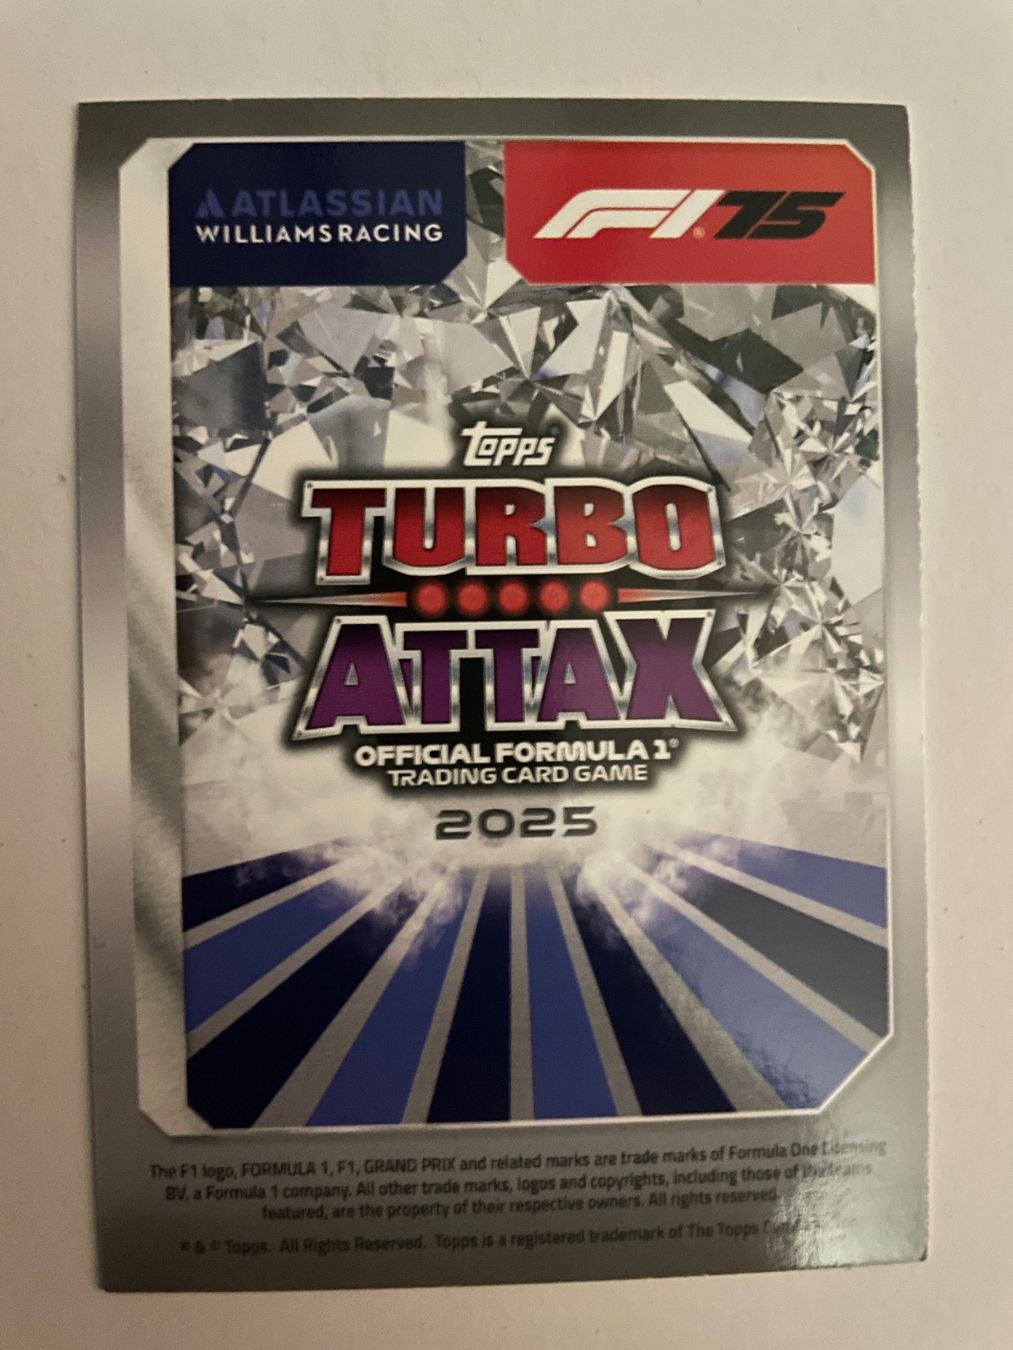 ATLASSIAN
WILLIAMS RACING
F1® 75
Topps
TURBO
ATTAX
OFFICIAL FORMULA 1®
TRADING CARD GAME
2025
The F1 logo, FORMULA 1, F1, GRAND PRIX and related marks are trade marks of Formula One Licensing
BV, a Formula 1 company. All other trade marks, logos and copyrights, including those of the teams
featured, are the property of their respective owners. All rights reserved.
® & © Topps. All Rights Reserved. Topps is a registered trademark of The Topps